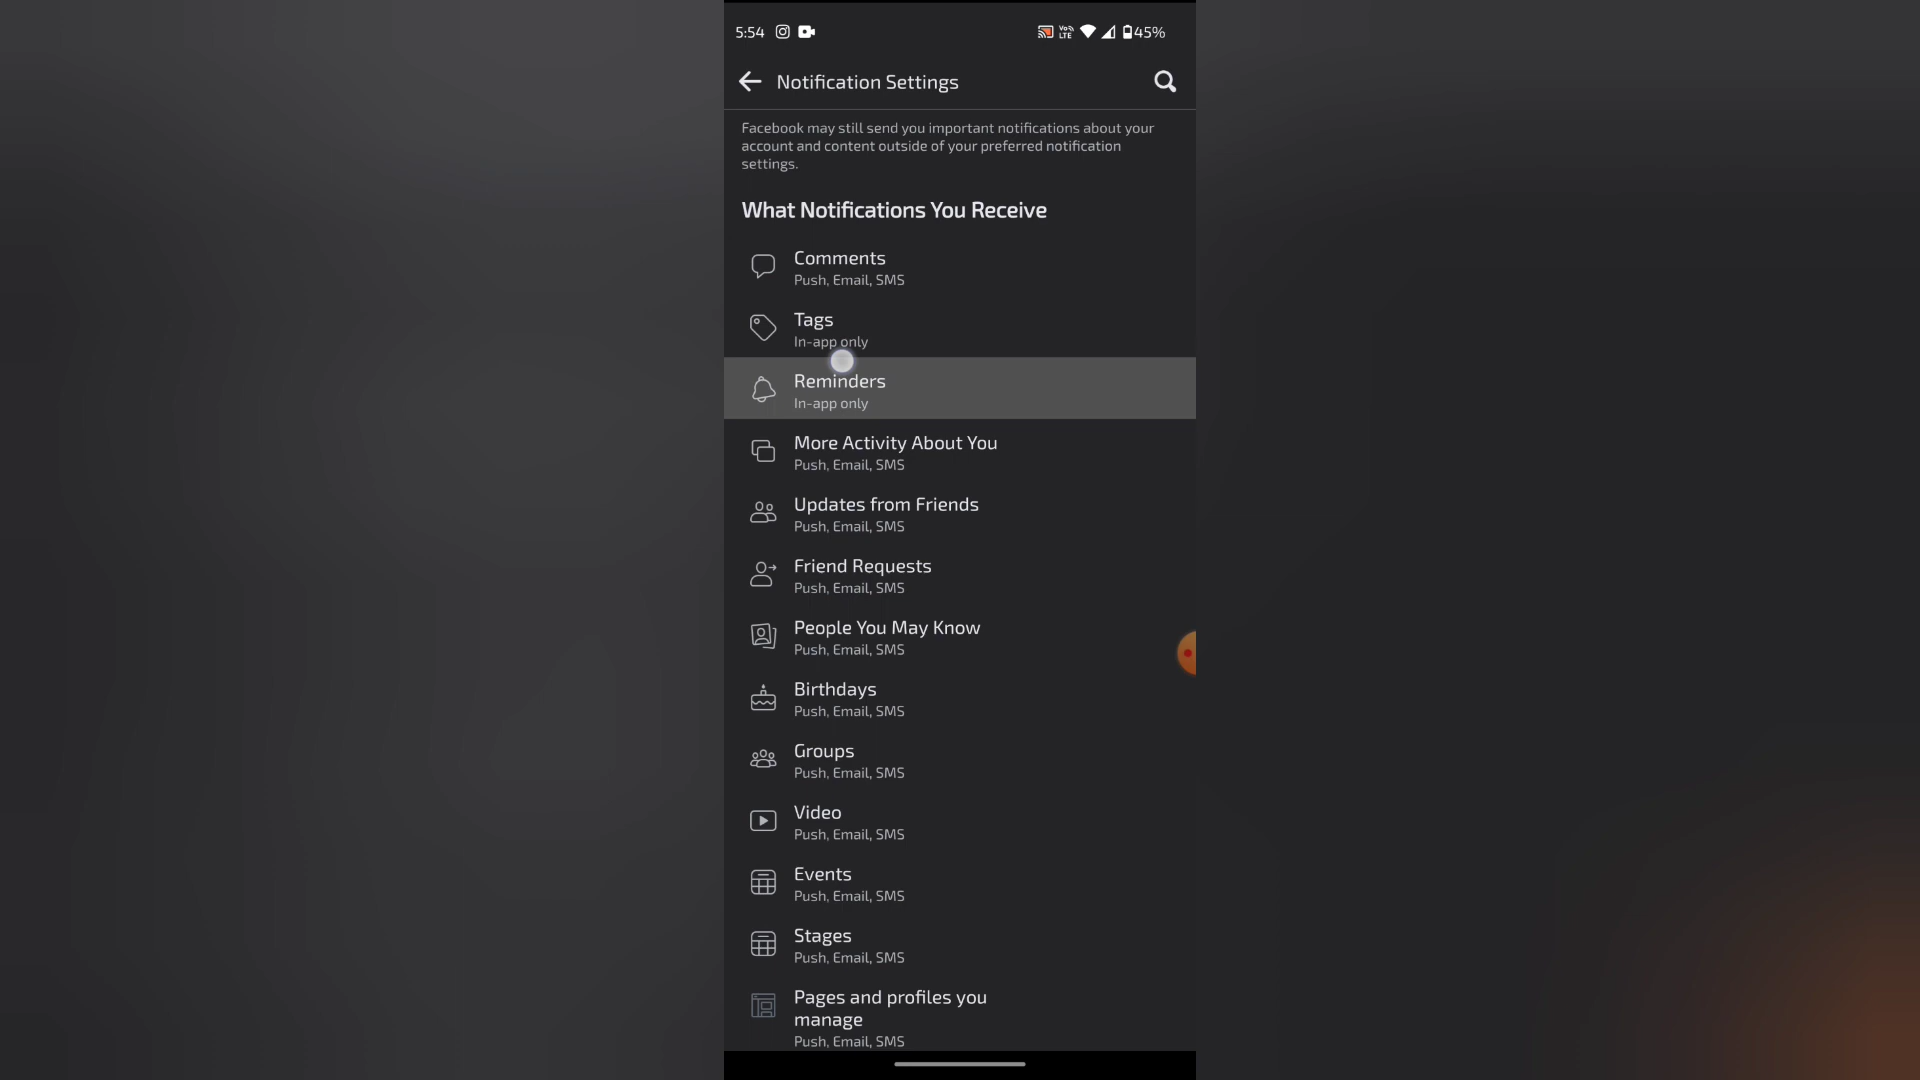 5:54
Vo)) LTE
45%
Notification Settings
Facebook may still send you important notifications about your
account and content outside of your preferred notification
settings.
What Notifications You Receive
Comments
Push, Email, SMS
Tags
In-app only
Reminders
In-app only
More Activity About You
Push, Email, SMS
Updates from Friends
Push, Email, SMS
Friend Requests
Push, Email, SMS
People You May Know
Push, Email, SMS
Birthdays
Push, Email, SMS
Groups
Push, Email, SMS
Video
Push, Email, SMS
Events
Push, Email, SMS
Stages
Push, Email, SMS
Pages and profiles you
manage
Push, Email, SMS